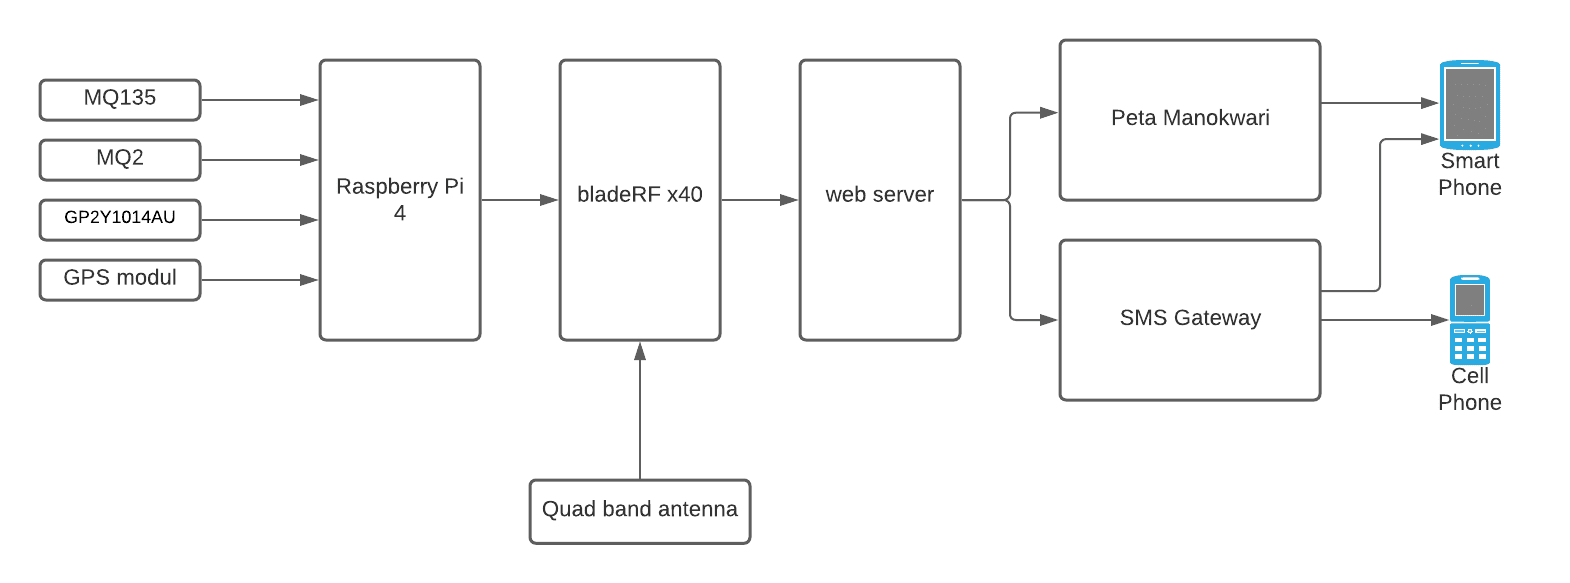 MQ135
MQ2
GP2Y1014AU
GPS modul
Raspberry Pi
4
bladeRF x40
web server
Peta Manokwari
SMS Gateway
Smart
Phone
Cell
Phone
Quad band antenna